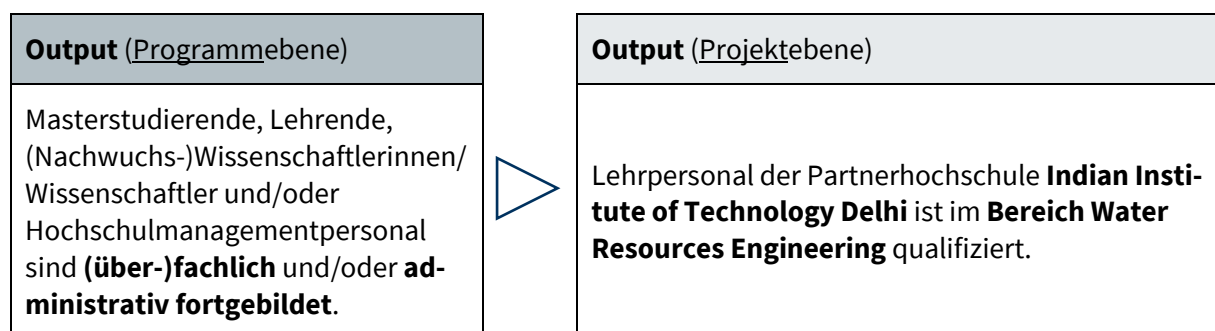 Output (Programmebene)
Masterstudierende, Lehrende,
(Nachwuchs-)Wissenschaftlerinnen/
Wissenschaftler und/oder
Hochschulmanagementpersonal
sind (über-)fachlich und/oder ad-
ministrativ fortgebildet.
Output (Projektebene)
Lehrpersonal der Partnerhochschule Indian Insti-
tute of Technology Delhi ist im Bereich Water
Resources Engineering qualifiziert.